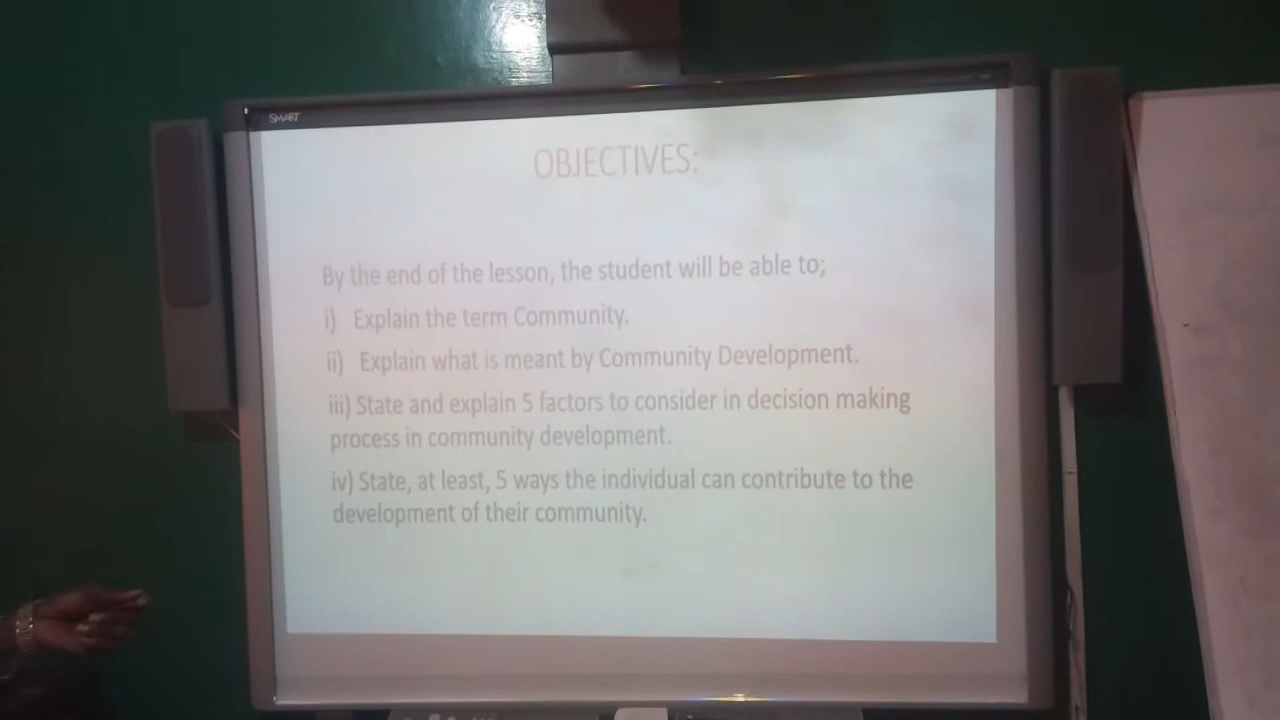 SMART
OBJECTIVES:
By the end of the lesson, the student will be able to;
i) Explain the term Community.
ii) Explain what is meant by Community Development.
iii) State and explain 5 factors to consider in decision making
process in community development.
iv) State, at least, 5 ways the individual can contribute to the
development of their community.